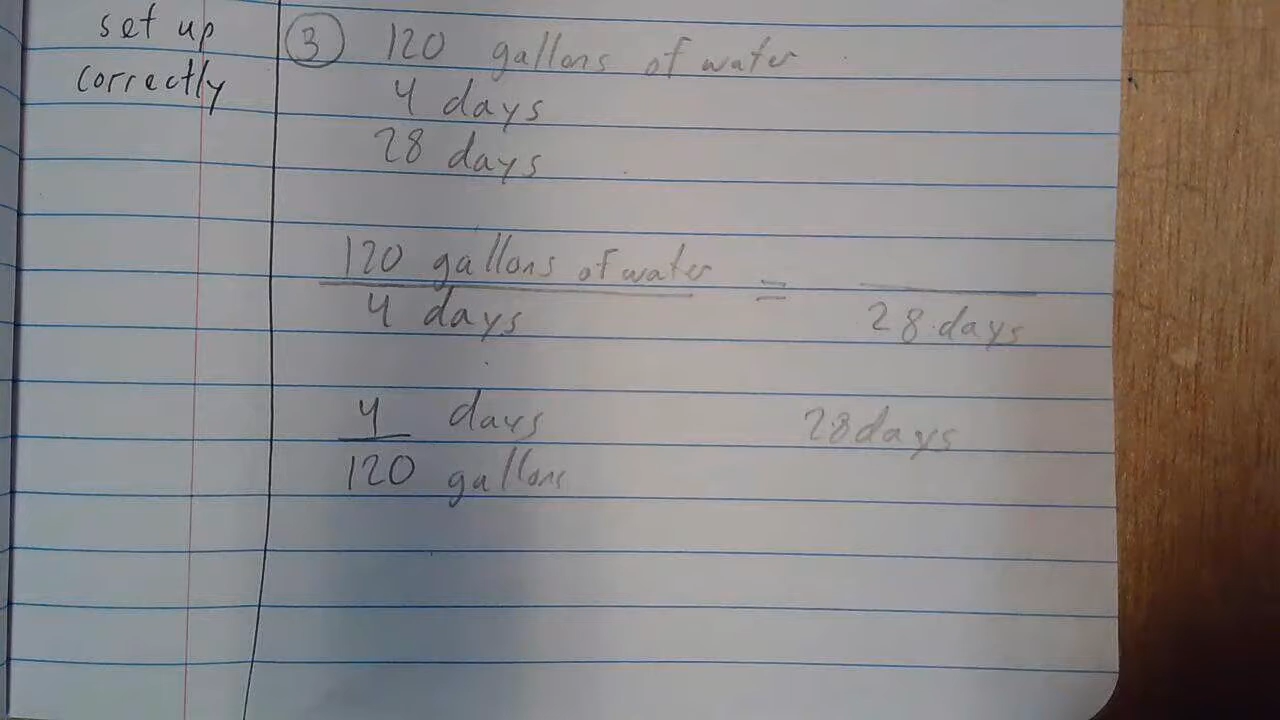 set up
correctly
3 120 gallons of water
4 days
28 days
120 gallons of water =
4 days 28 days
4 days 28 days
120 gallons